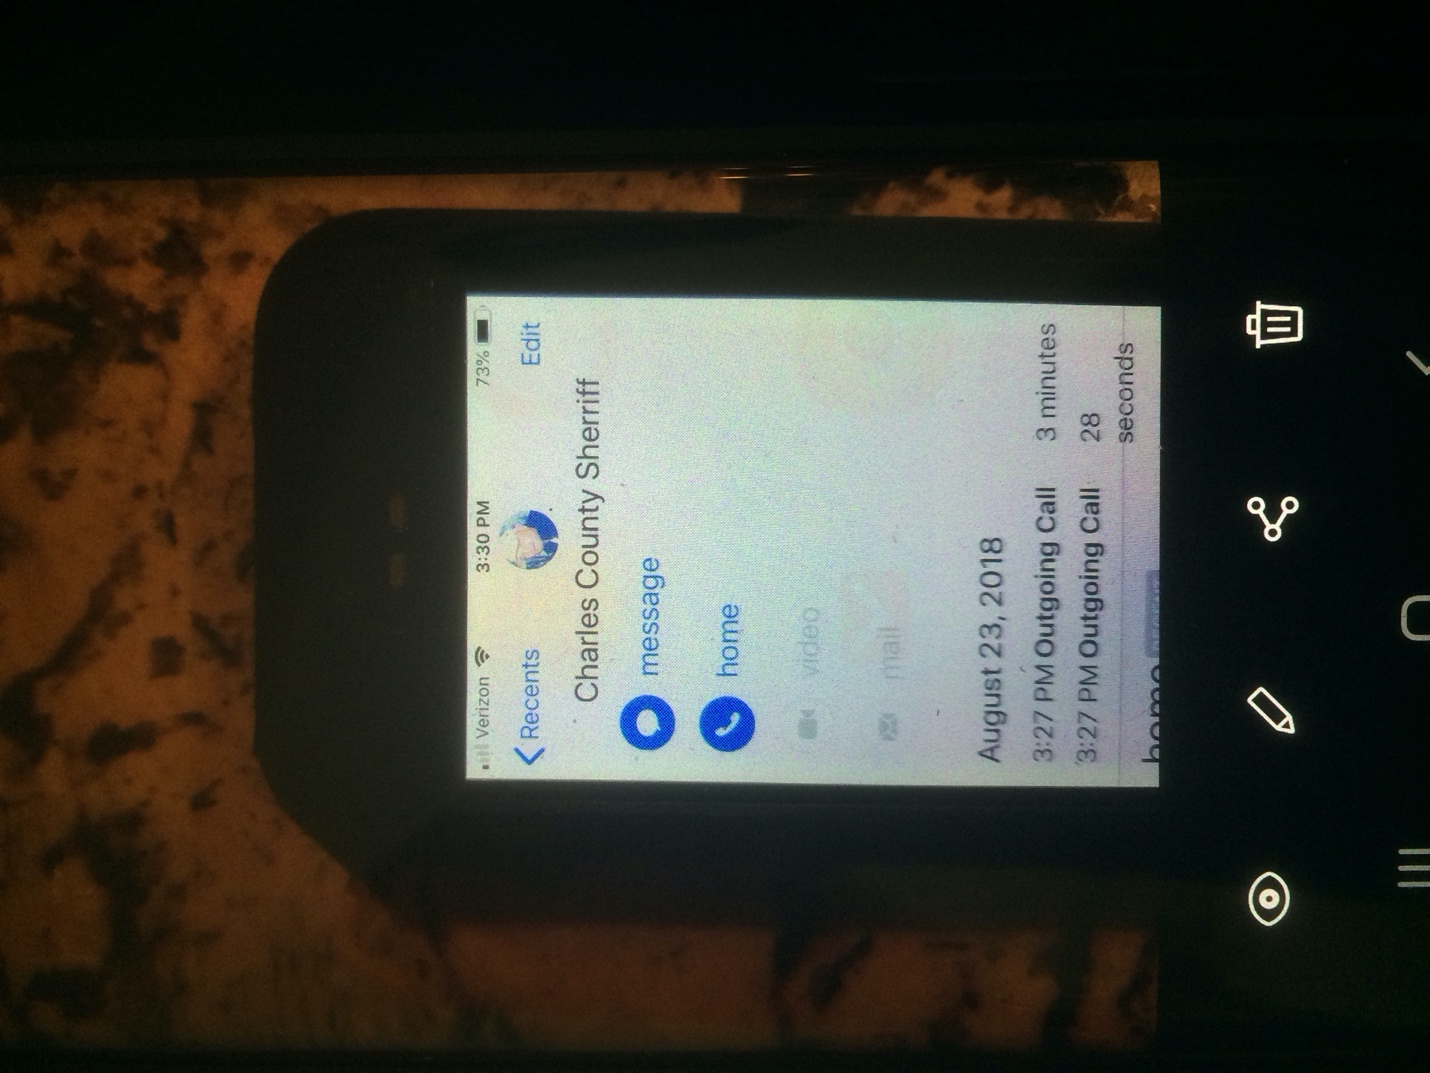 Verizon 3:30 PM 73%
Recents Edit
Charles County Sherriff
message
home
video
mail
August 23, 2018
3:27 PM Outgoing Call 3 minutes
3:27 PM Outgoing Call 28
seconds
home